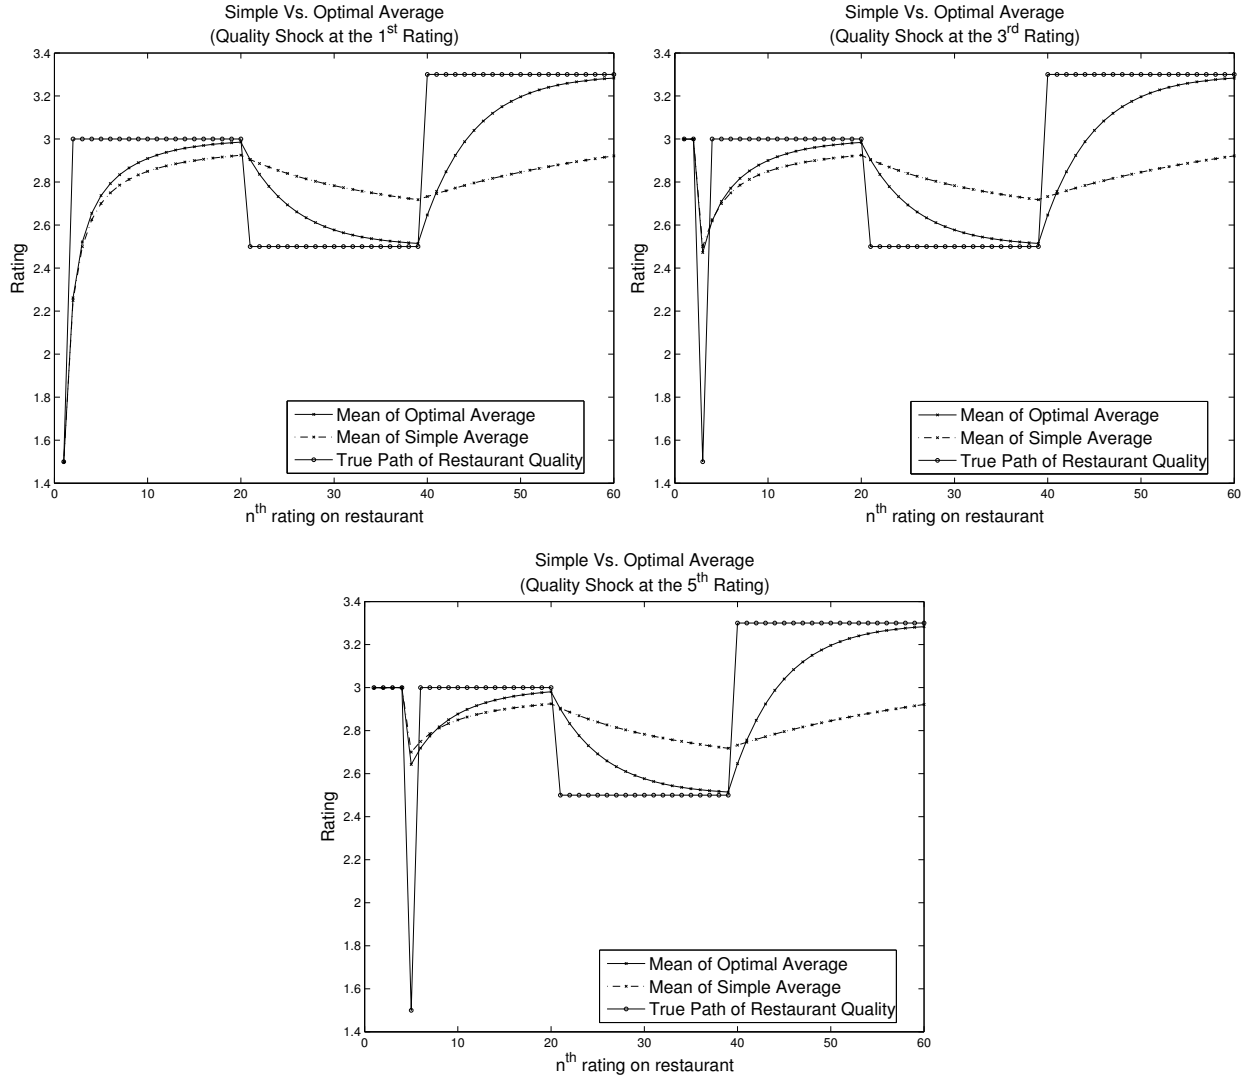 Simple Vs. Optimal Average
(Quality Shock at the 1st Rating)
3.4
3.2
3
2.8
2.6
2.4
2.2
2
1.8
1.6
1.4
Rating
0 10 20 30 40 50 60
nth rating on restaurant
Mean of Optimal Average
Mean of Simple Average
True Path of Restaurant Quality
Simple Vs. Optimal Average
(Quality Shock at the 3rd Rating)
3.4
3.2
3
2.8
2.6
2.4
2.2
2
1.8
1.6
1.4
Rating
0 10 20 30 40 50 60
nth rating on restaurant
Mean of Optimal Average
Mean of Simple Average
True Path of Restaurant Quality
Simple Vs. Optimal Average
(Quality Shock at the 5th Rating)
3.4
3.2
3
2.8
2.6
2.4
2.2
2
1.8
1.6
1.4
Rating
0 10 20 30 40 50 60
nth rating on restaurant
Mean of Optimal Average
Mean of Simple Average
True Path of Restaurant Quality